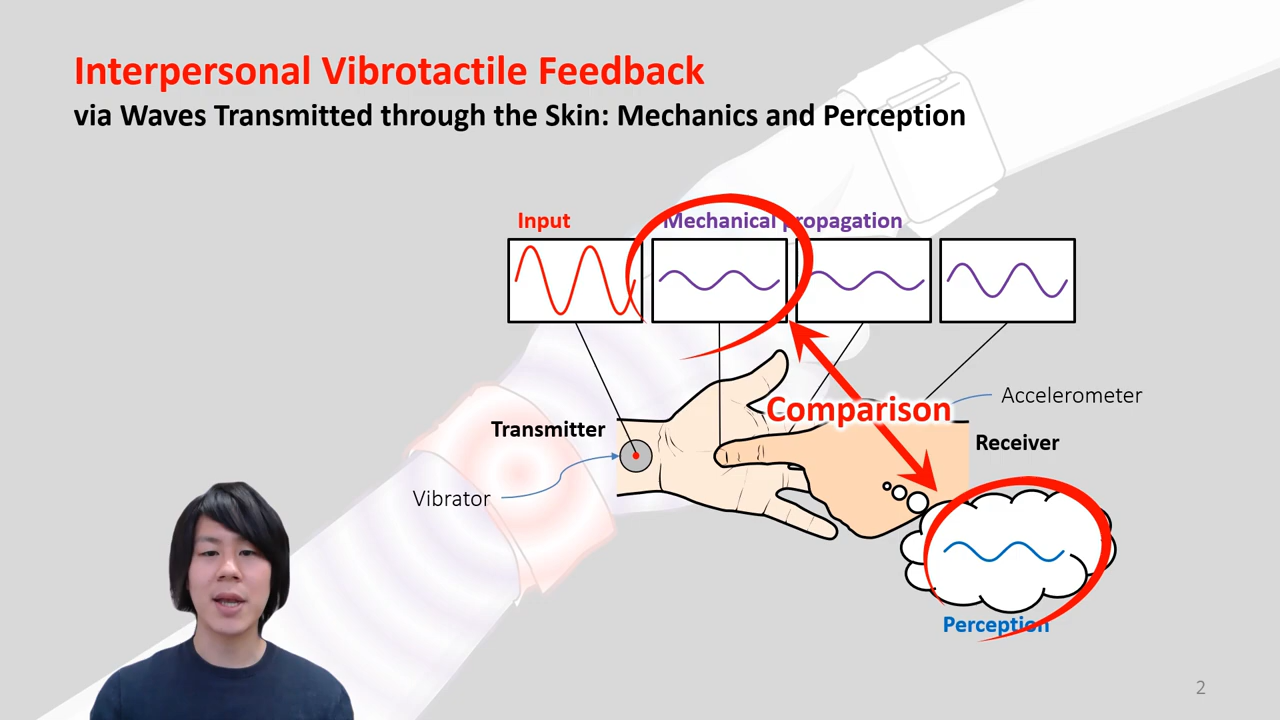 Interpersonal Vibrotactile Feedback
via Waves Transmitted through the Skin: Mechanics and Perception
Input
Mechanical propagation
Comparison
Accelerometer
Transmitter
Receiver
Vibrator
Perception
2